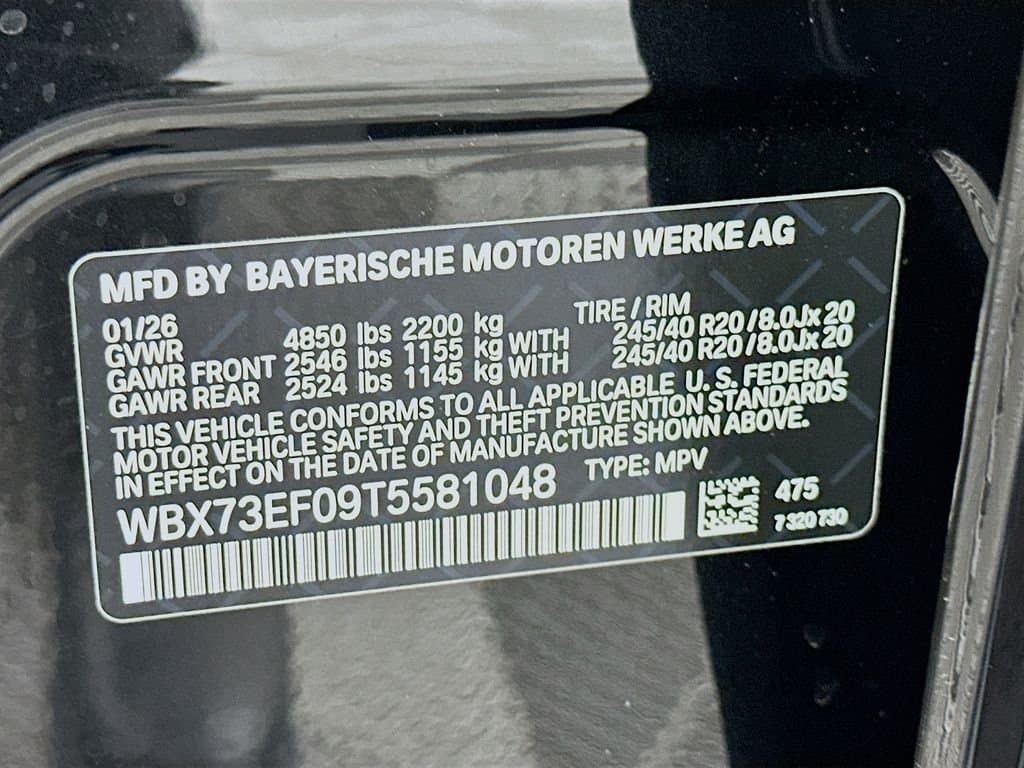 MFD BY BAYERISCHE MOTOREN WERKE AG
01/26 TIRE / RIM
GVWR 4850 lbs 2200 kg
GAWR FRONT 2546 lbs 1155 kg WITH 245/40 R20/8.0Jx20
GAWR REAR 2524 lbs 1145 kg WITH 245/40 R20/8.0Jx20
THIS VEHICLE CONFORMS TO ALL APPLICABLE U. S. FEDERAL
MOTOR VEHICLE SAFETY AND THEFT PREVENTION STANDARDS
IN EFFECT ON THE DATE OF MANUFACTURE SHOWN ABOVE.
WBX73EF09T5581048 TYPE: MPV
475
7 320 730